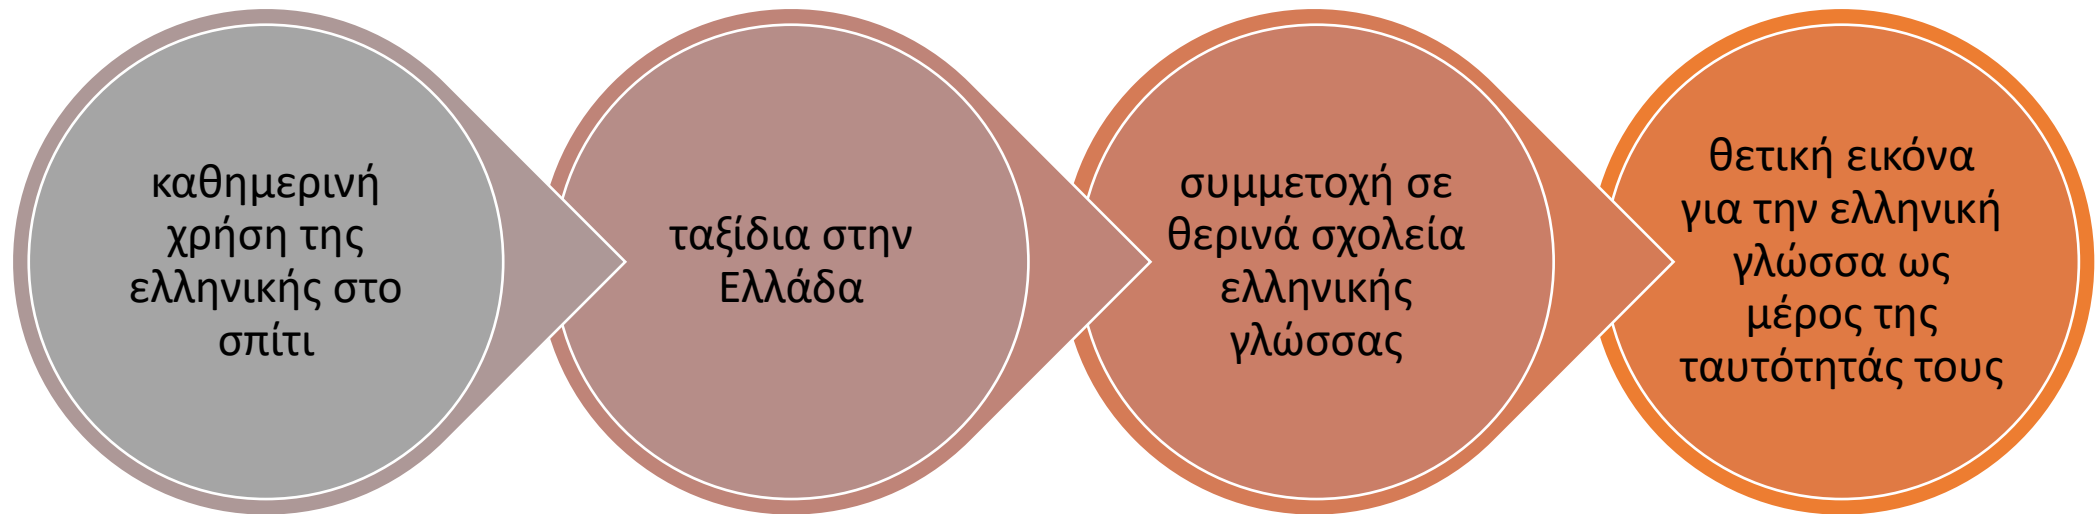 καθημερινή
χρήση της
ελληνικής στο
σπίτι
ταξίδια στην
Ελλάδα
συμμετοχή σε
θερινά σχολεία
ελληνικής
γλώσσας
θετική εικόνα
για την ελληνική
γλώσσα ως
μέρος της
ταυτότητάς τους